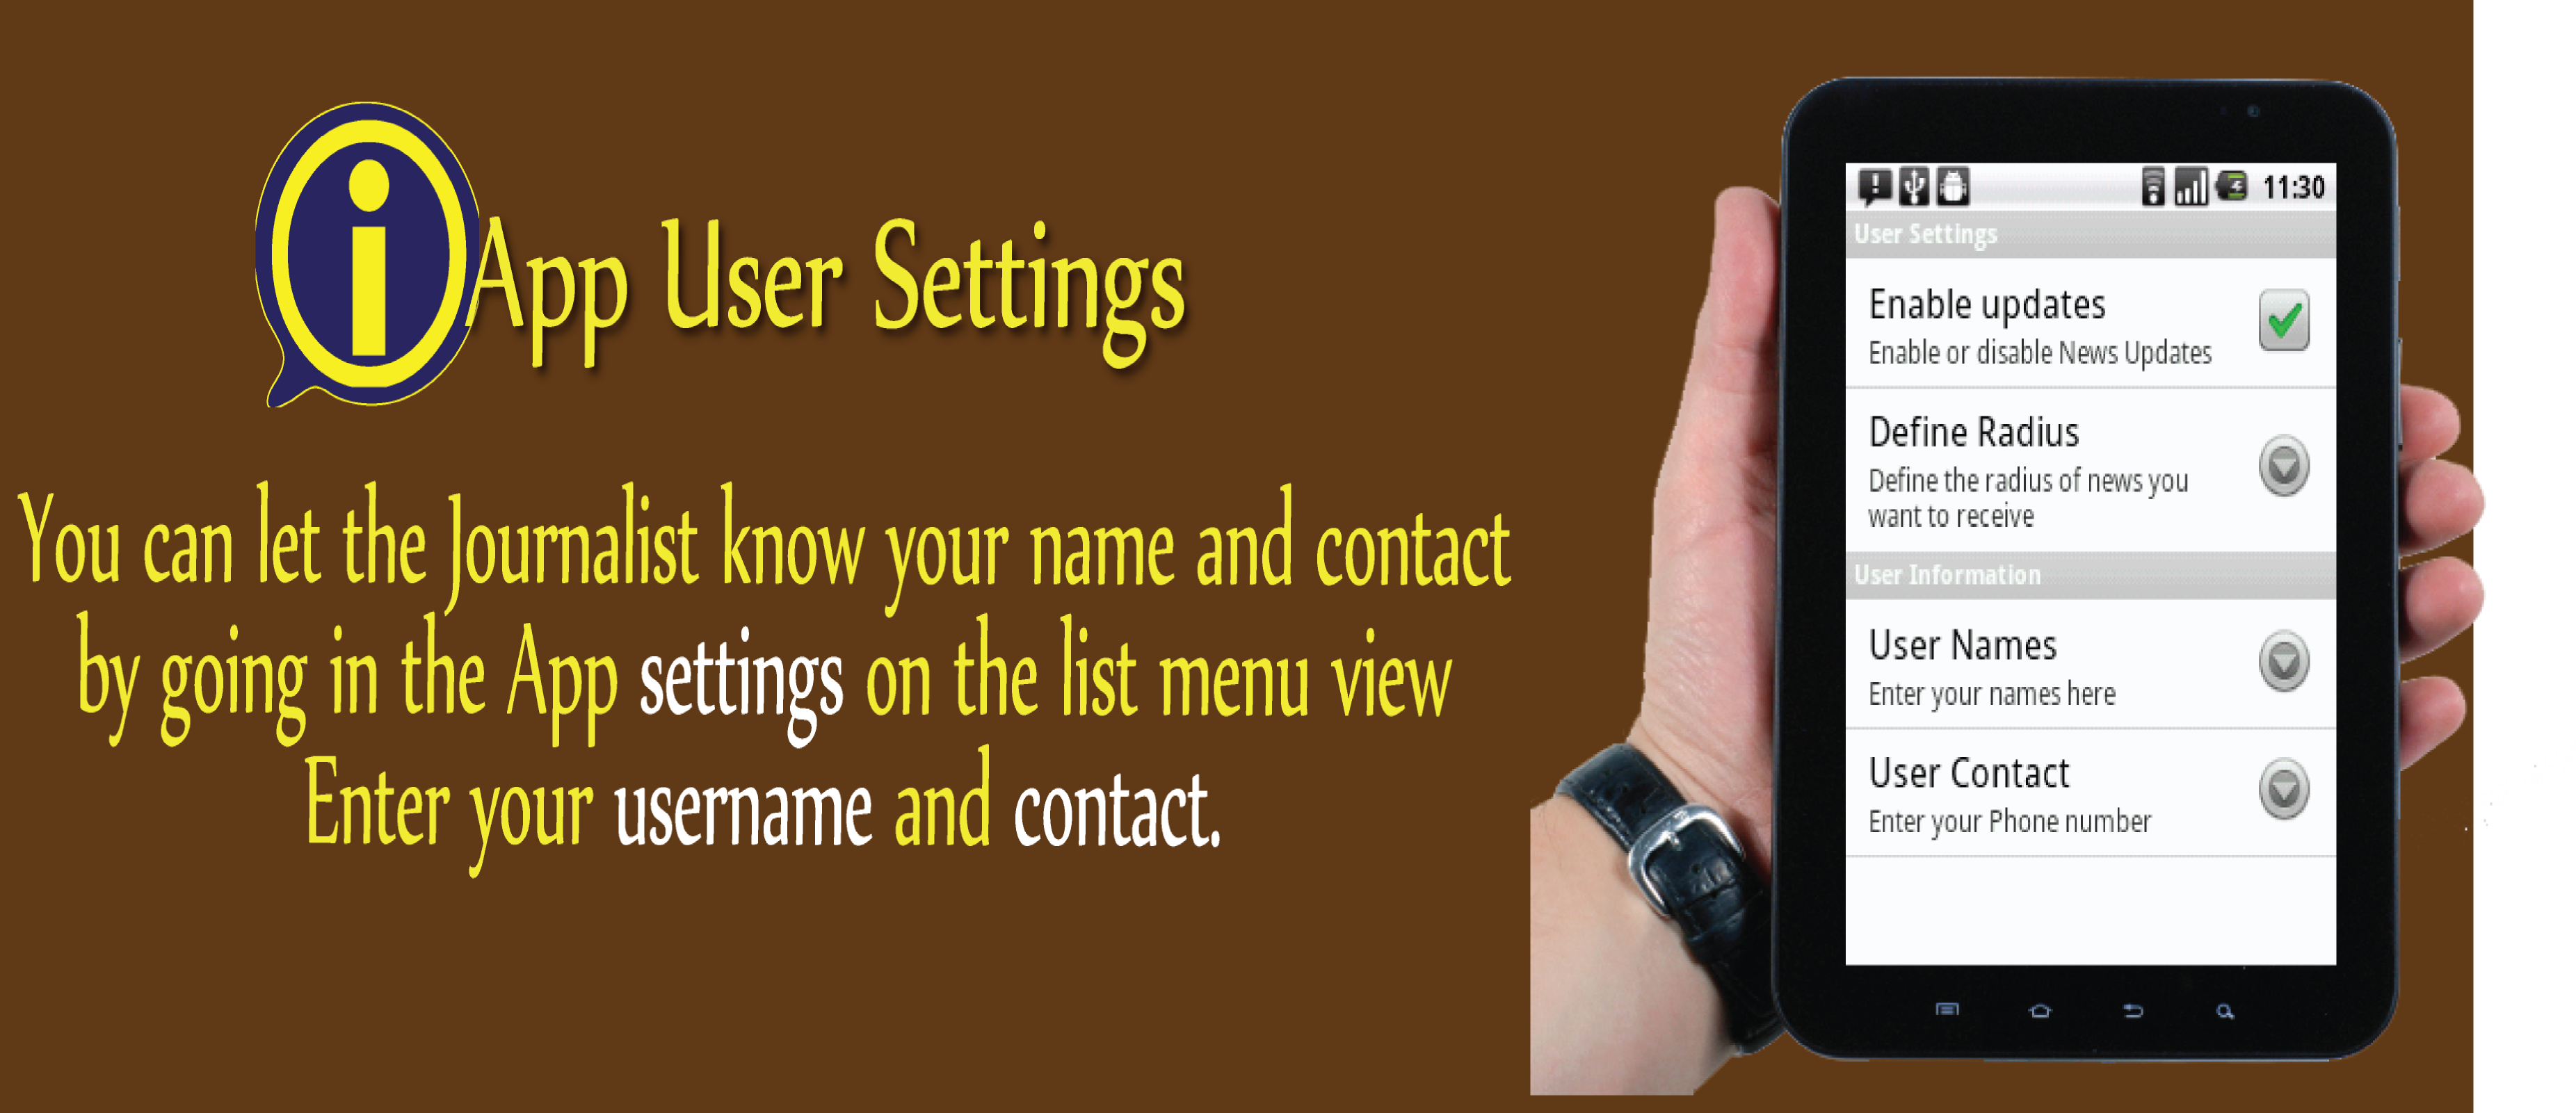 i App User Settings
You can let the Journalist know your name and contact
by going in the App settings on the list menu view
Enter your username and contact.
11:30
User Settings
Enable updates
Enable or disable News Updates
Define Radius
Define the radius of news you
want to receive
User Information
User Names
Enter your names here
User Contact
Enter your Phone number